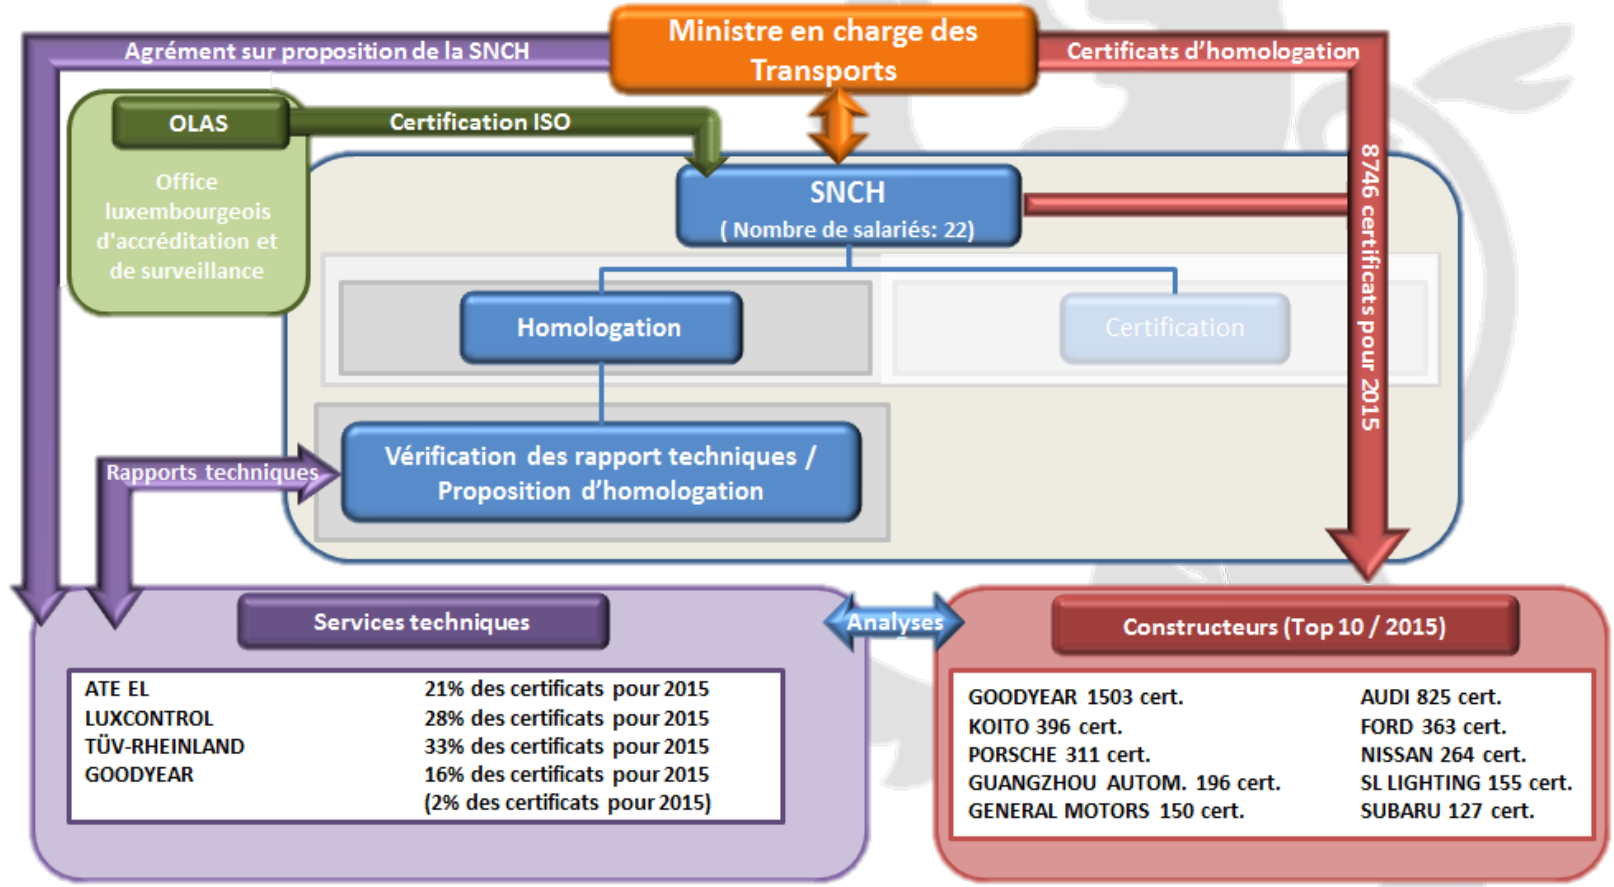 Ministre en charge des
Transports
Agrément sur proposition de la SNCH
Certificats d'homologation
OLAS
Certification ISO
Office
luxembourgeois
d'accréditation et
de surveillance
SNCH
( Nombre de salariés: 22)
8746 certificats pour 2015
Homologation
Certification
Vérification des rapport techniques /
Proposition d'homologation
Rapports techniques
Services techniques
Analyses
Constructeurs (Top 10 / 2015)
ATE EL 21% des certificats pour 2015
LUXCONTROL 28% des certificats pour 2015
TÜV-RHEINLAND 33% des certificats pour 2015
GOODYEAR 16% des certificats pour 2015
(2% des certificats pour 2015)
GOODYEAR 1503 cert. AUDI 825 cert.
KOITO 396 cert. FORD 363 cert.
PORSCHE 311 cert. NISSAN 264 cert.
GUANGZHOU AUTOM. 196 cert. SL LIGHTING 155 cert.
GENERAL MOTORS 150 cert. SUBARU 127 cert.